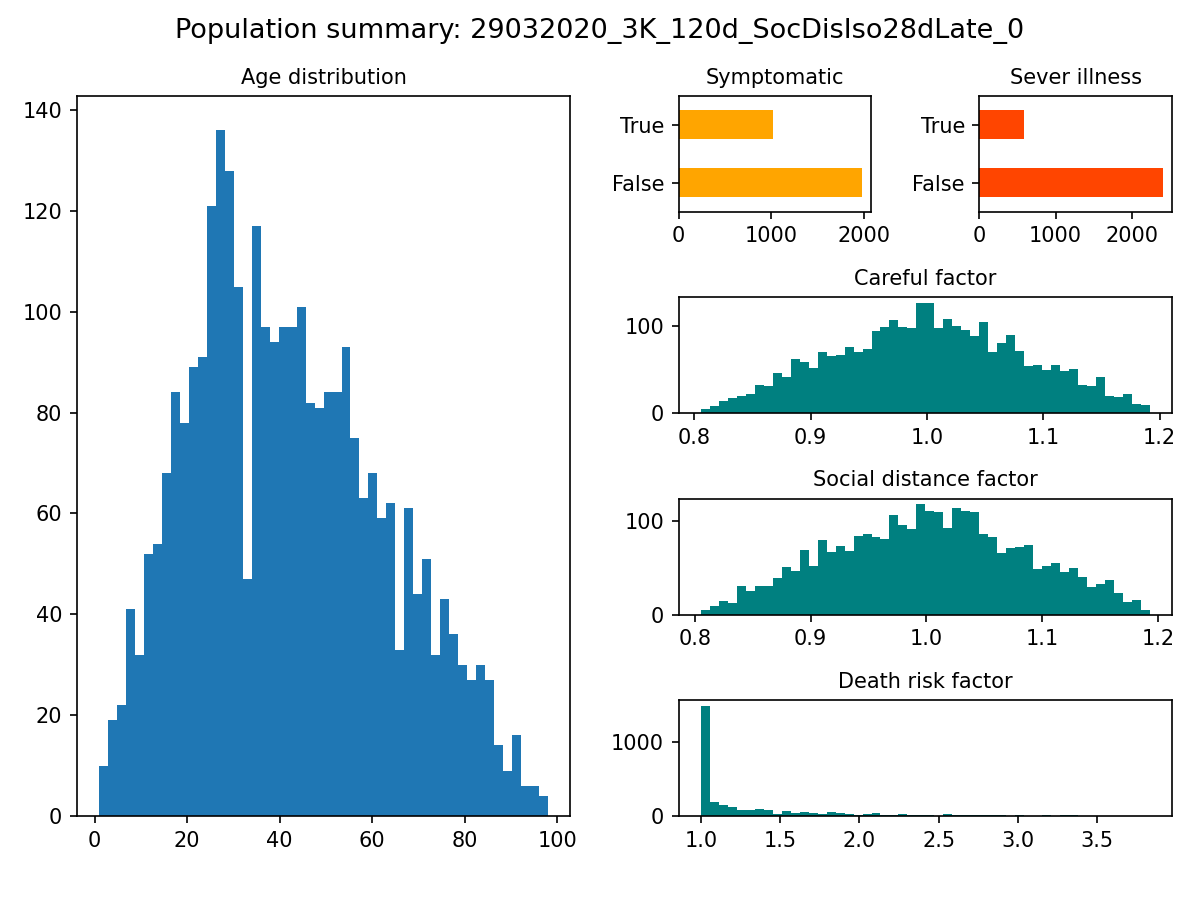 Population summary: 29032020_3K_120d_SocDisIso28dLate_0
Age distribution
140
120
100
80
60
40
20
0
0 20 40 60 80 100
Symptomatic
True
False
0 1000 2000
Sever illness
True
False
0 1000 2000
Careful factor
100
0
0.8 0.9 1.0 1.1 1.2
Social distance factor
100
0
0.8 0.9 1.0 1.1 1.2
Death risk factor
1000
0
1.0 1.5 2.0 2.5 3.0 3.5